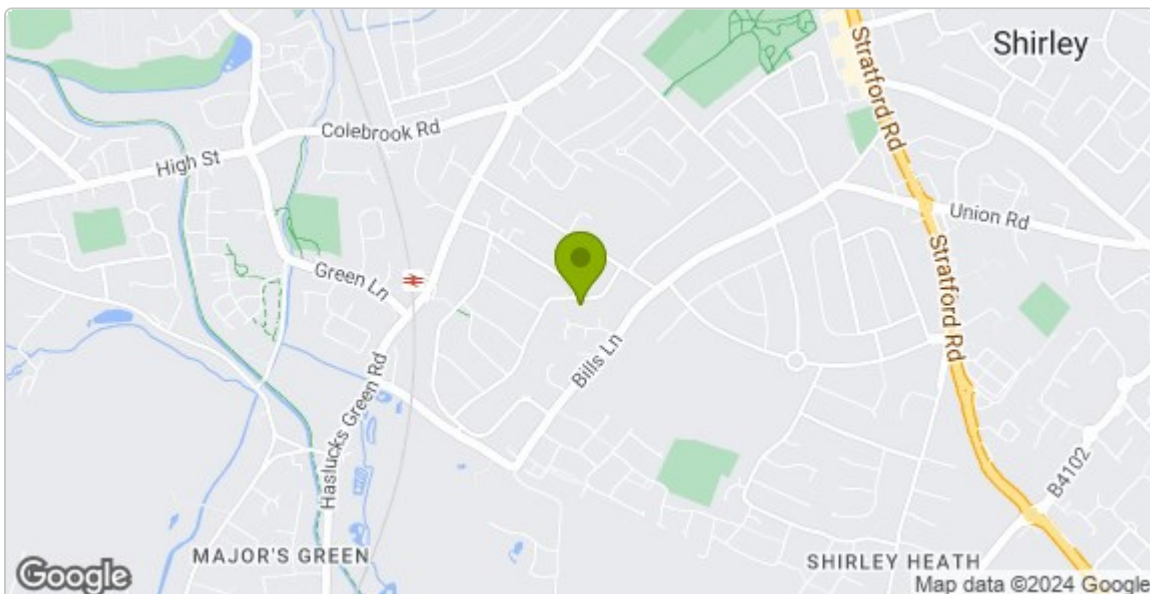 Shirley
Stratford Rd
Colebrook Rd
High St
Union Rd
Green Ln
Stratford Rd
Bills Ln
Haslucks Green Rd
B4102
MAJOR'S GREEN
SHIRLEY HEATH
Google
Map data ©2024 Google